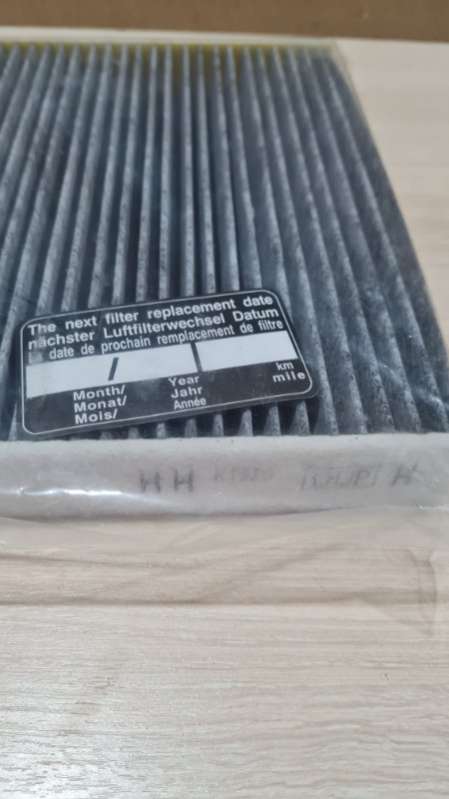 The next filter replacement date
nächster Luftfilterwechsel Datum
la date de prochain remplacement de filtre
/
Month/ Year km
Monat/ Jahr mile
Mois/ Année
H H H